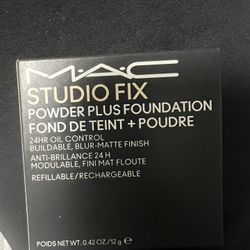 M·A·C
STUDIO FIX
POWDER PLUS FOUNDATION
FOND DE TEINT + POUDRE
24HR OIL CONTROL
BUILDABLE, BLUR-MATTE FINISH
ANTI-BRILLANCE 24 H
MODULABLE, FINI MAT FLOUTÉ
REFILLABLE/RECHARGEABLE
POIDS NET WT. 0.42 OZ / 12 g ℮